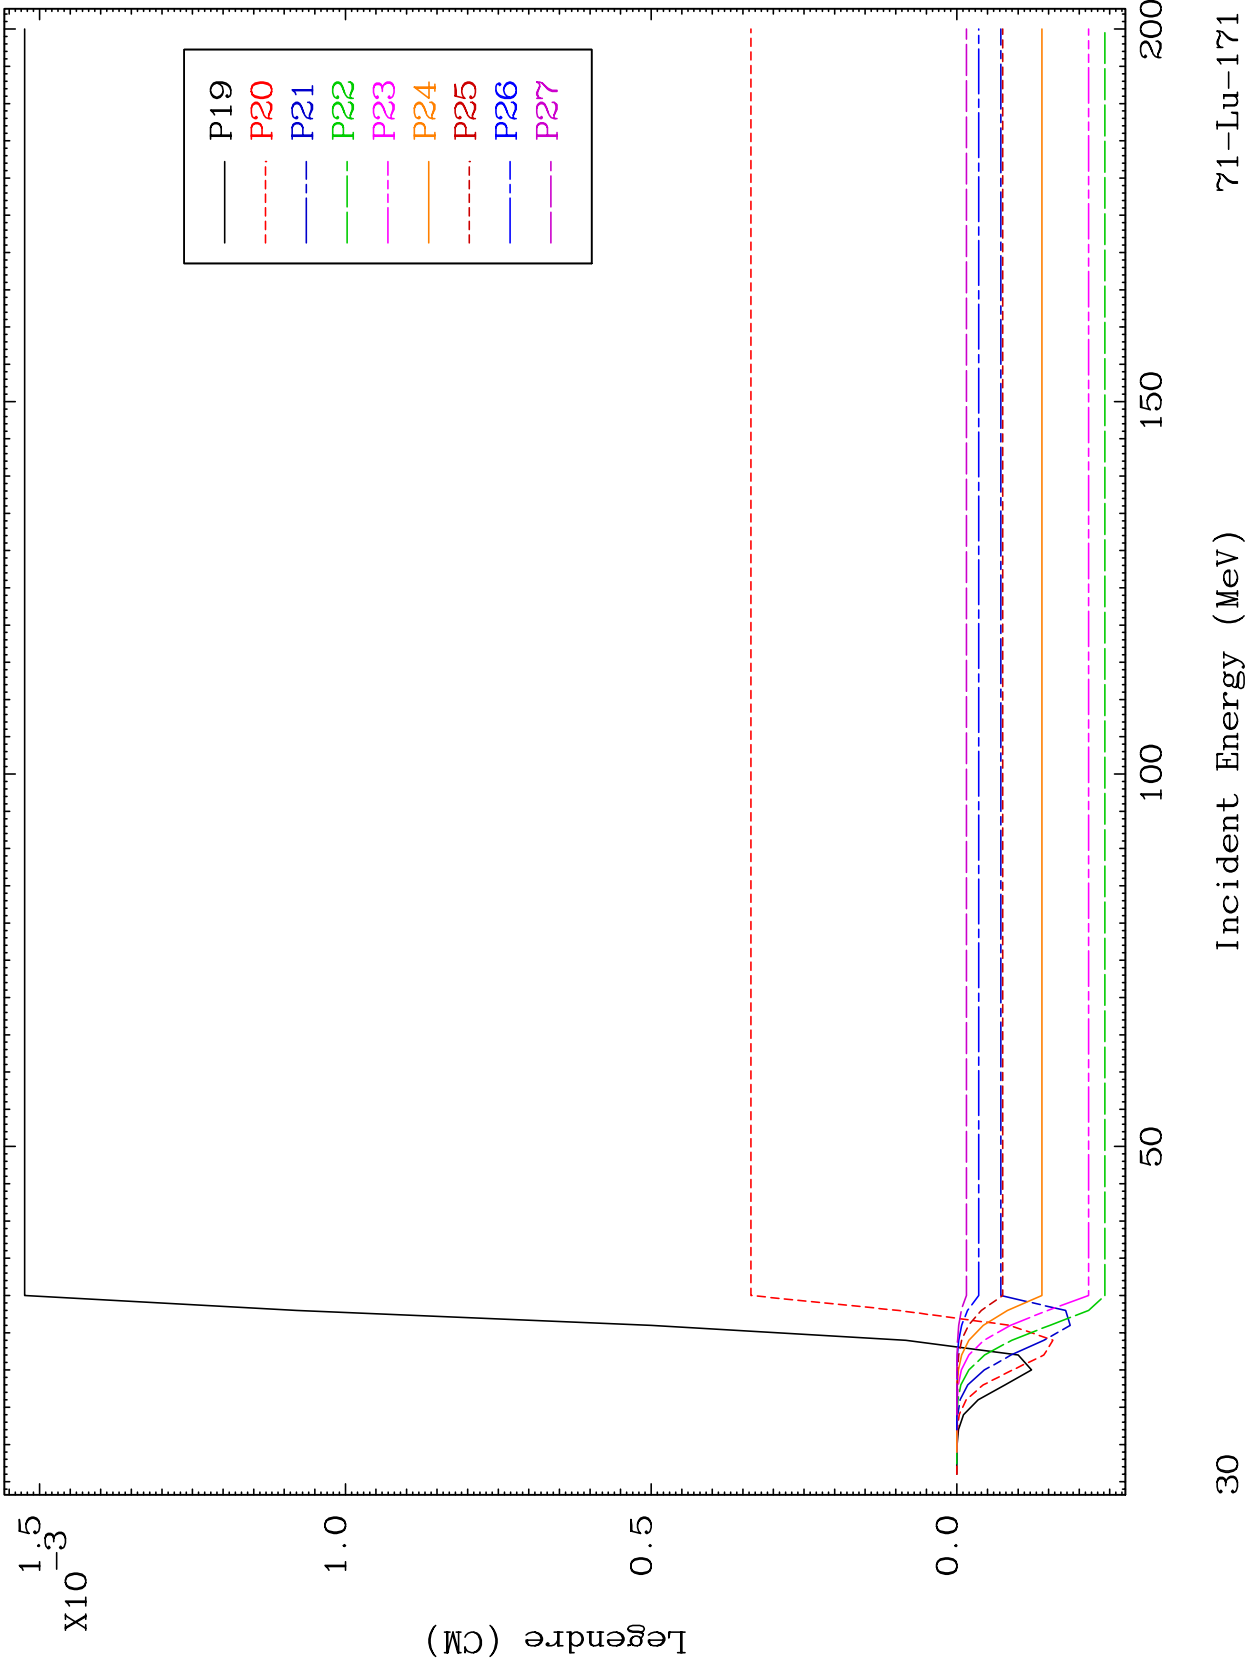 X10-3
1.5
1.0
0.5
0.0
Legendre (CM)
P19
P20
P21
P22
P23
P24
P25
P26
P27
50
100
150
200
30
Incident Energy (MeV)
71-Lu-171